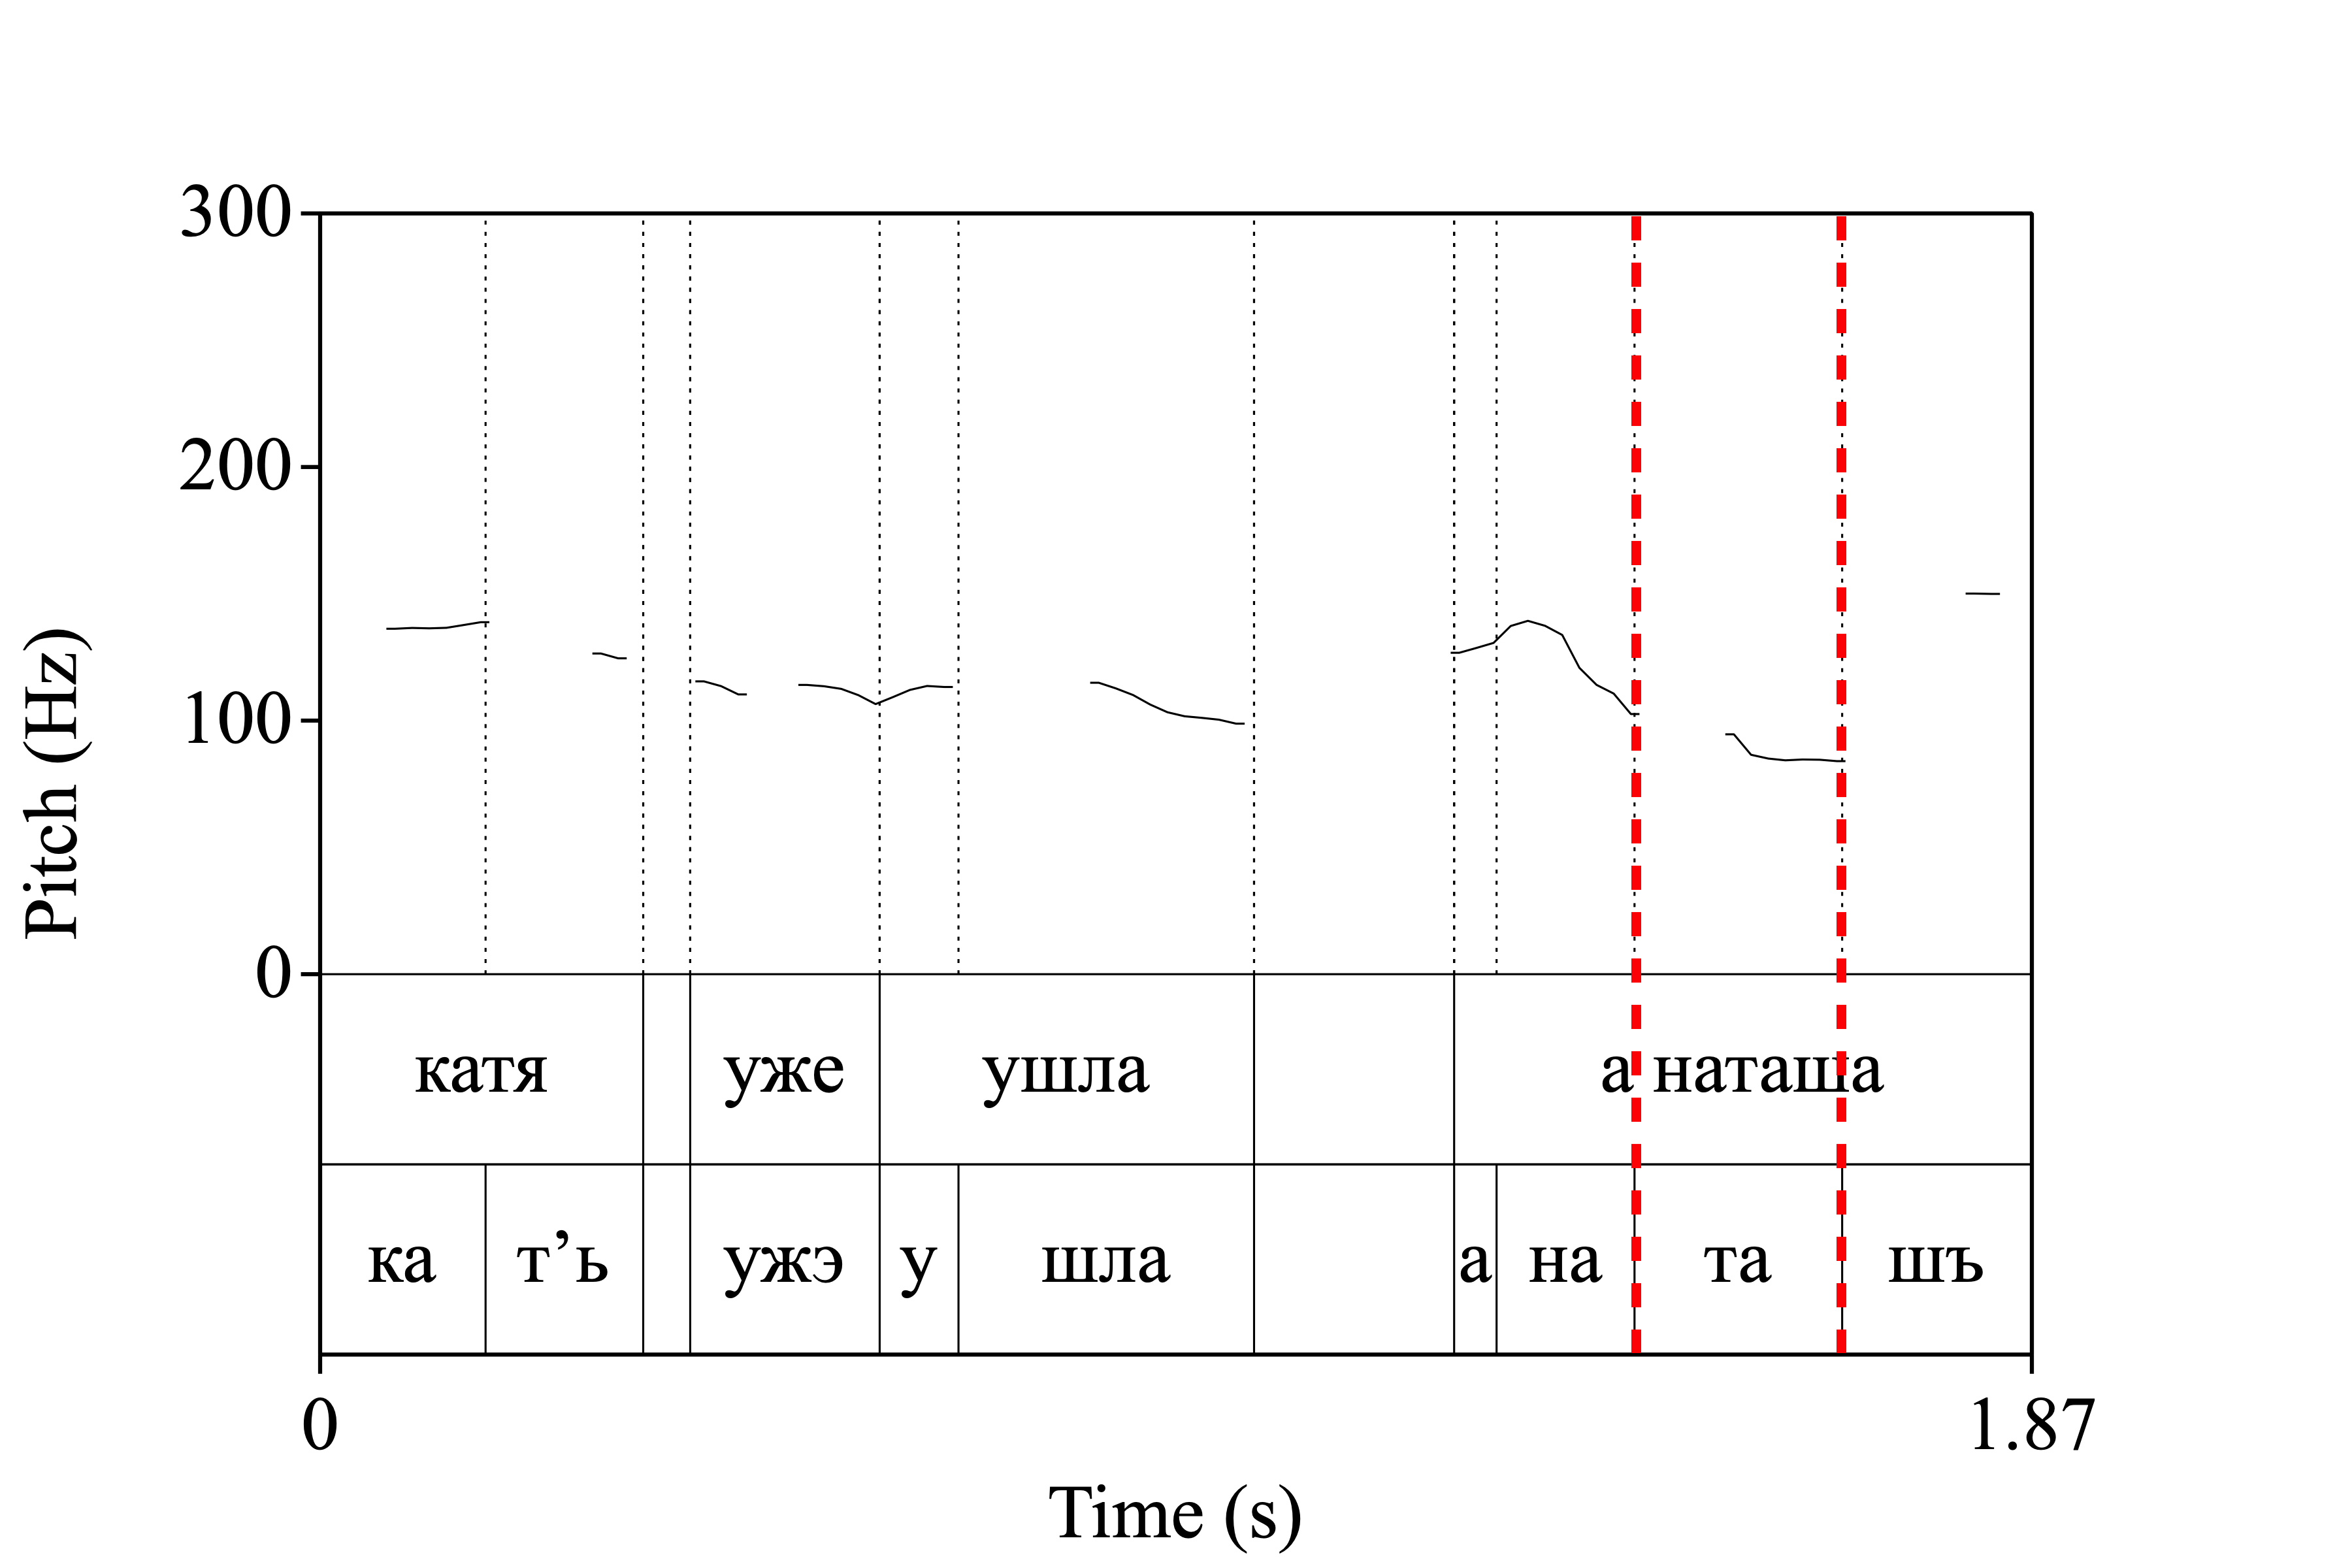 300
200
100
0
Pitch (Hz)
катя уже ушла а наташа
ка т’ь ужэ у шла а на та шъ
0 1.87
Time (s)